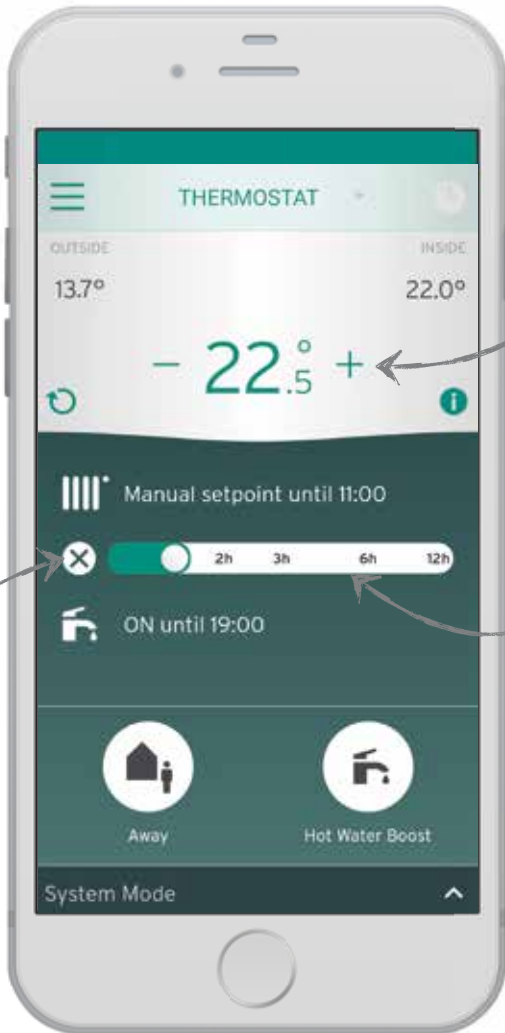 THERMOSTAT
OUTSIDE INSIDE
13.7° 22.0°
− 22.5° +
i
Manual setpoint until 11:00
2h 3h 6h 12h
ON until 19:00
Away Hot Water Boost
System Mode